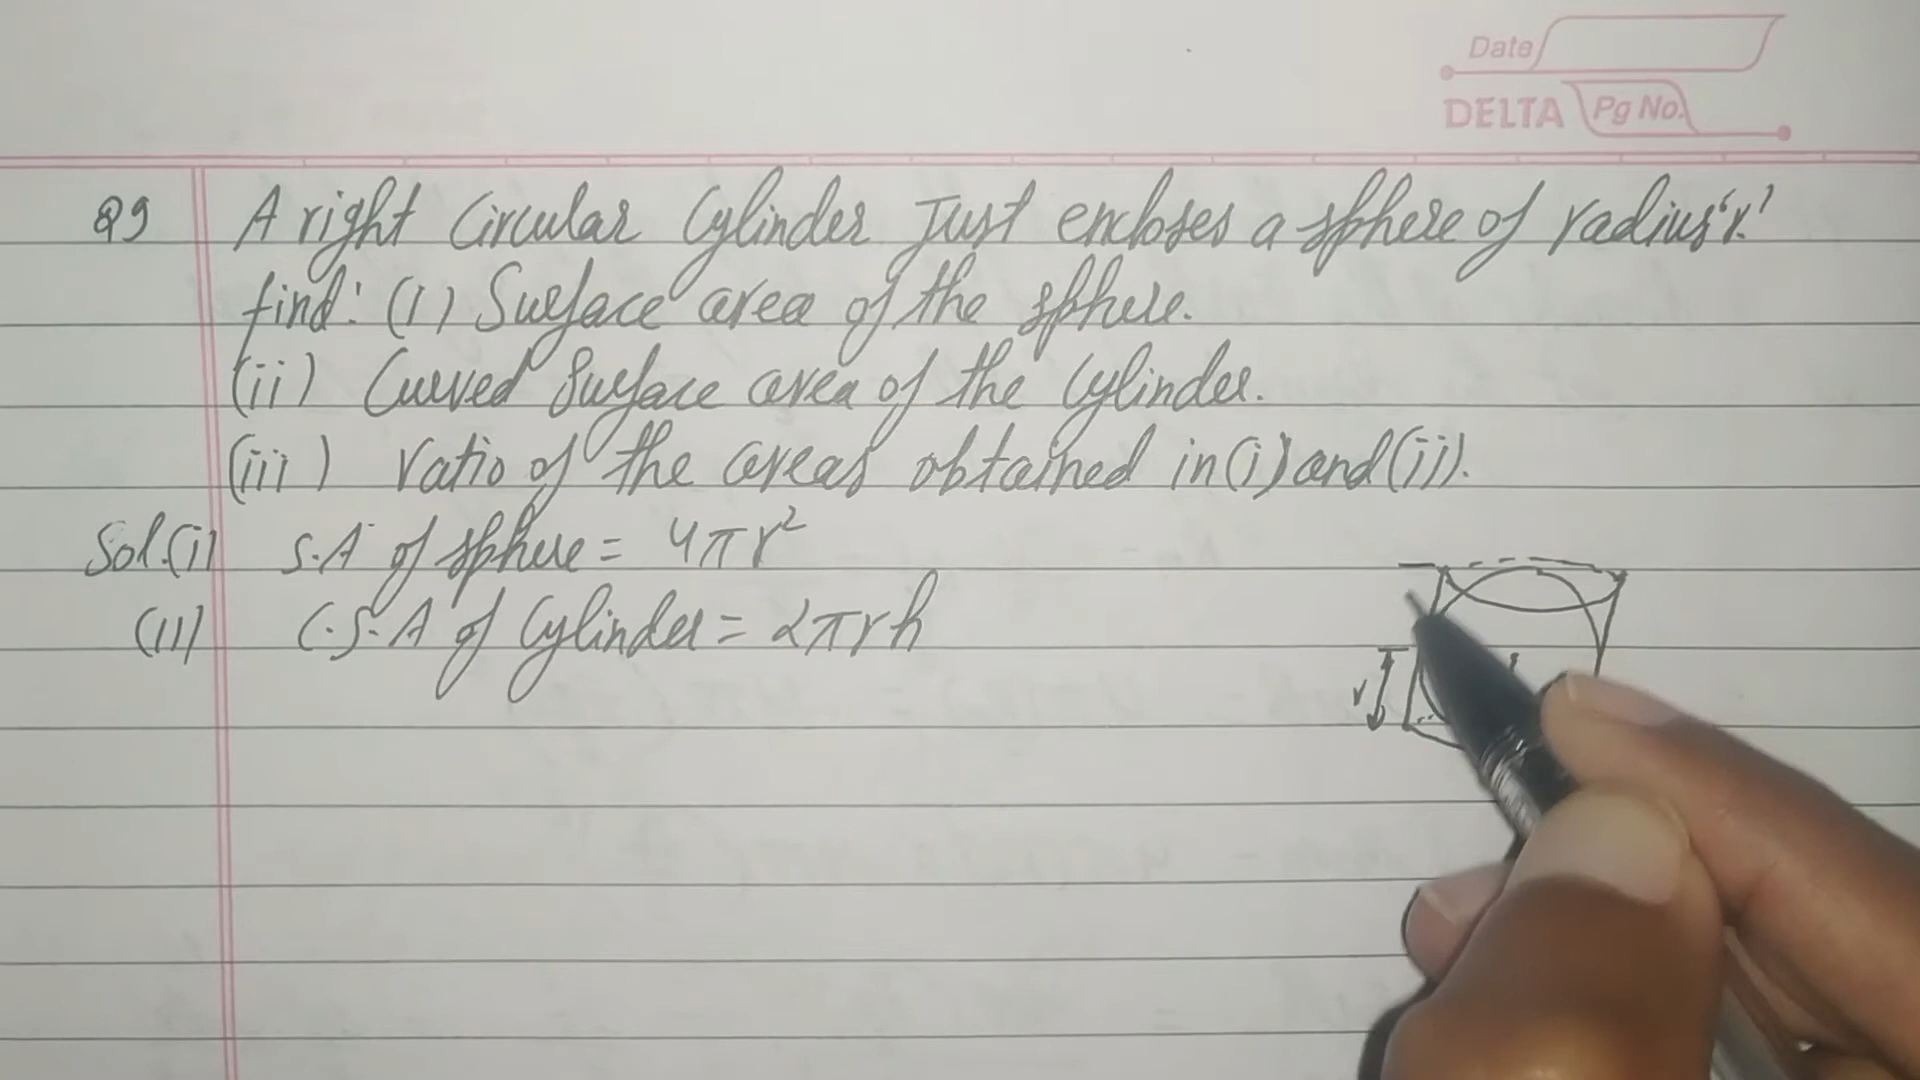 Date
DELTA Pg No.
Q9 A right Circular Cylinder Just encloses a sphere of radius 'r'.
find: (i) Surface area of the sphere.
(ii) Curved Surface area of the Cylinder.
(iii) ratio of the areas obtained in (i) and (ii).
Sol.(i) S.A of sphere = 4πr²
(ii) C.S.A of Cylinder = 2πrh
r